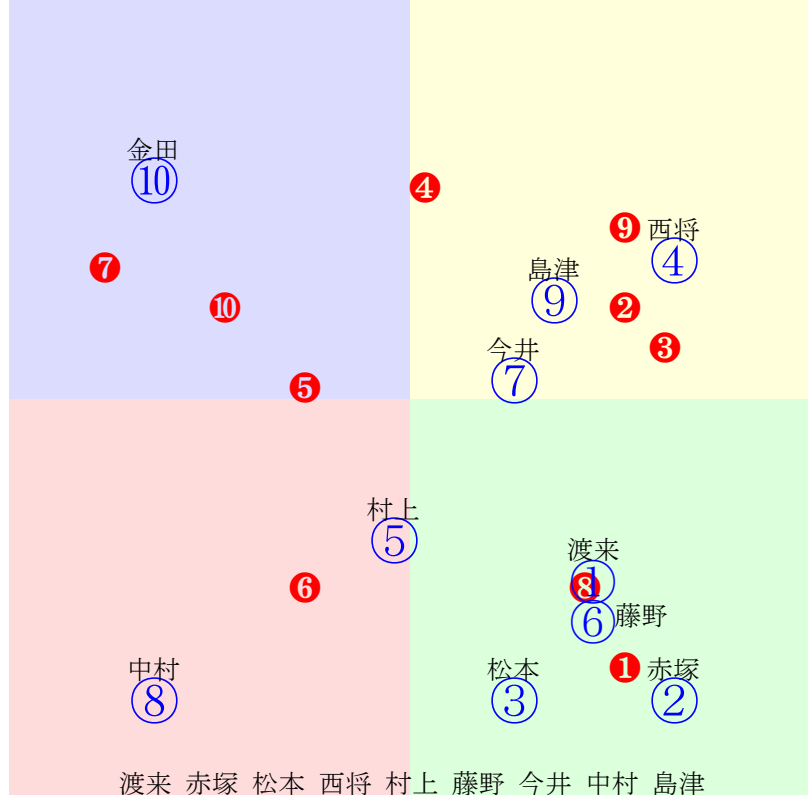 金田
⑩
❹
❼
❾
西将
④
島津
⑨
❿
❷
❸
今井
⑦
❺
村上
⑤
渡来
①
❽
❻
⑥
藤野
❶
中村
⑧
松本
③
赤塚
②
渡来 赤塚 松本 西将 村上 藤野 今井 中村 島津